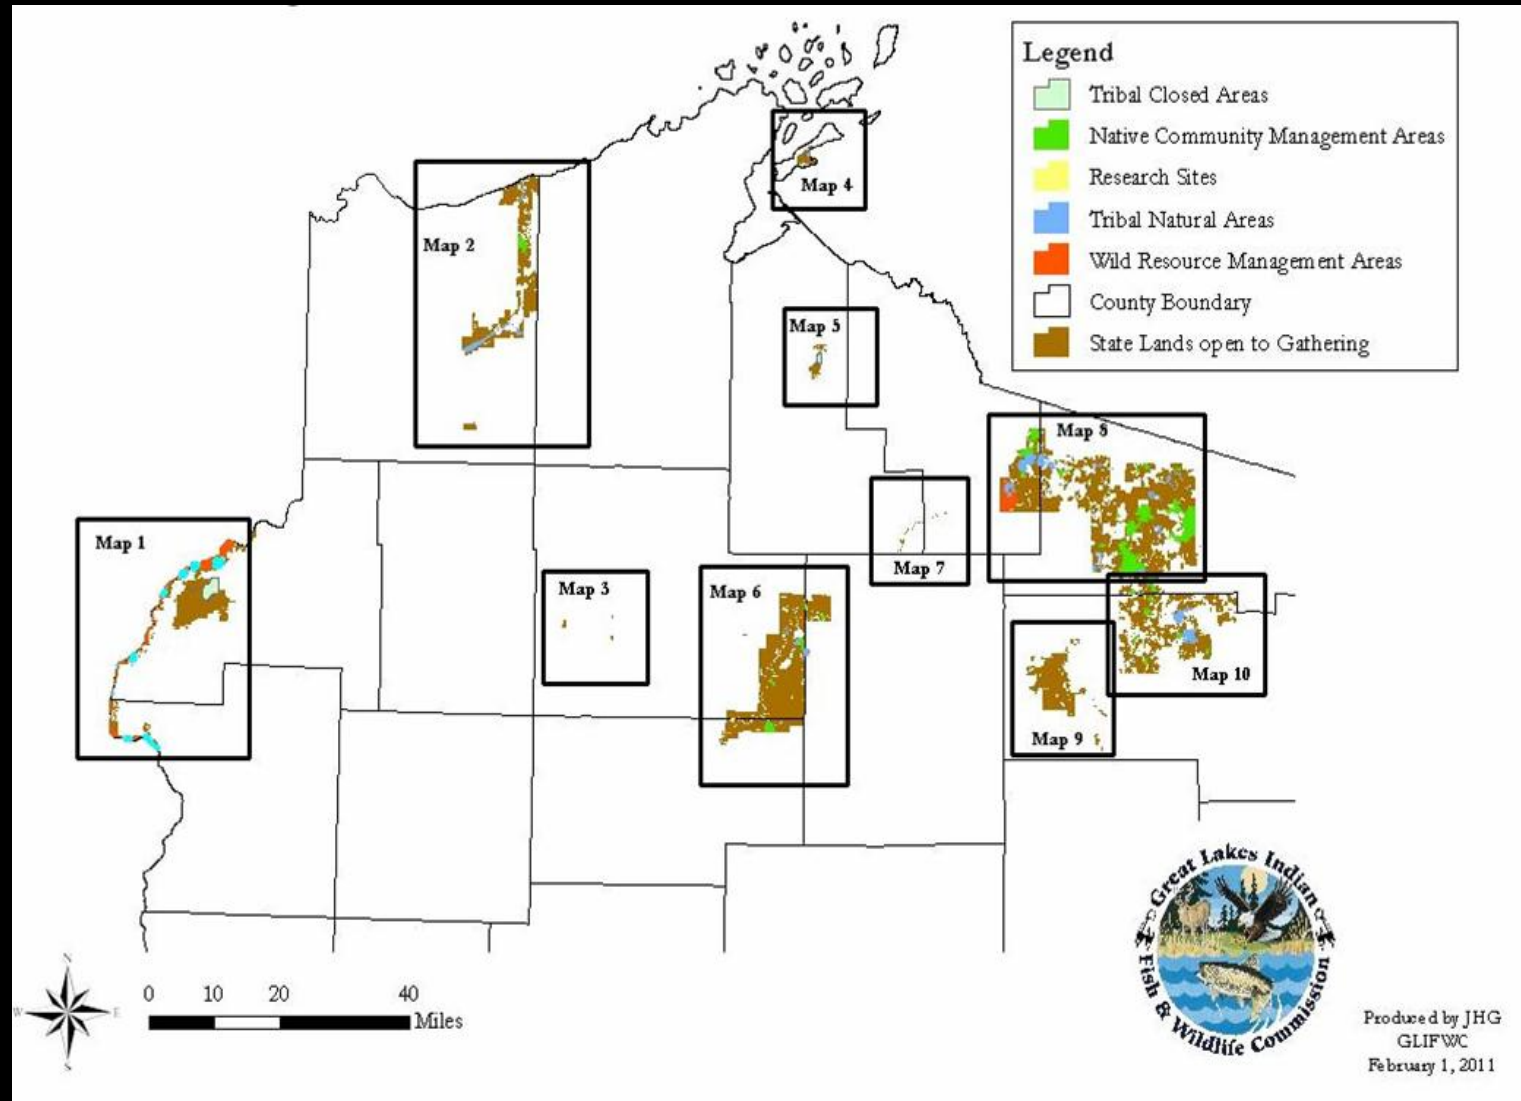 Legend
Tribal Closed Areas
Native Community Management Areas
Research Sites
Tribal Natural Areas
Wild Resource Management Areas
County Boundary
State Lands open to Gathering
Map 4
Map 2
Map 5
Map 8
Map 1
Map 7
Map 3
Map 6
Map 10
Map 9
N
W
E
S
0 10 20 40
Miles
Great Lakes Indian
Fish & Wildlife Commission
Produced by JHG
GLIFWC
February 1, 2011